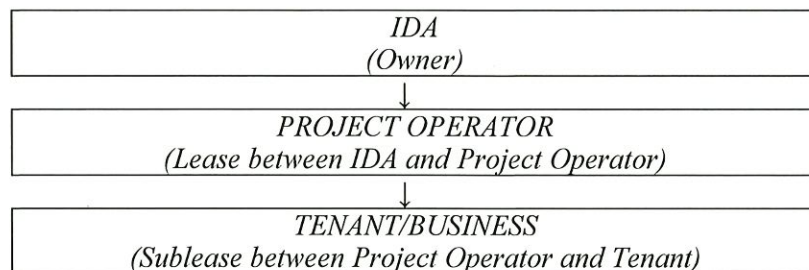 IDA
(Owner)
PROJECT OPERATOR
(Lease between IDA and Project Operator)
TENANT/BUSINESS
(Sublease between Project Operator and Tenant)